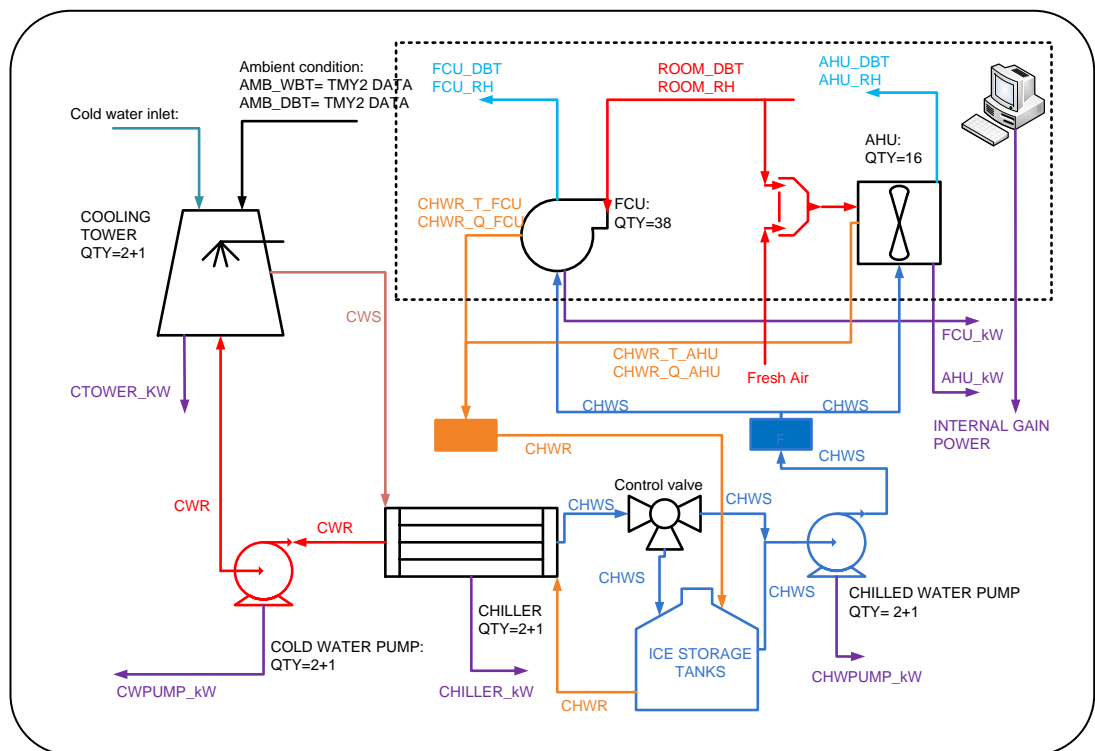 Ambient condition:
AMB_WBT= TMY2 DATA
AMB_DBT= TMY2 DATA
Cold water inlet:
FCU_DBT
FCU_RH
ROOM_DBT
ROOM_RH
AHU_DBT
AHU_RH
AHU:
QTY=16
COOLING
TOWER
QTY=2+1
CHWR_T_FCU
CHWR_Q_FCU
FCU:
QTY=38
CWS
FCU_kW
CHWR_T_AHU
CHWR_Q_AHU
Fresh Air
AHU_kW
CTOWER_KW
CHWS
CHWS
INTERNAL GAIN
POWER
F
CHWR
CHWS
Control valve
CWR
CHWS
CHWS
CWR
CHWS
CHWS
CHILLED WATER PUMP
QTY= 2+1
CHILLER
QTY=2+1
COLD WATER PUMP:
QTY=2+1
ICE STORAGE
TANKS
CWPUMP_kW
CHILLER_kW
CHWR
CHWPUMP_kW